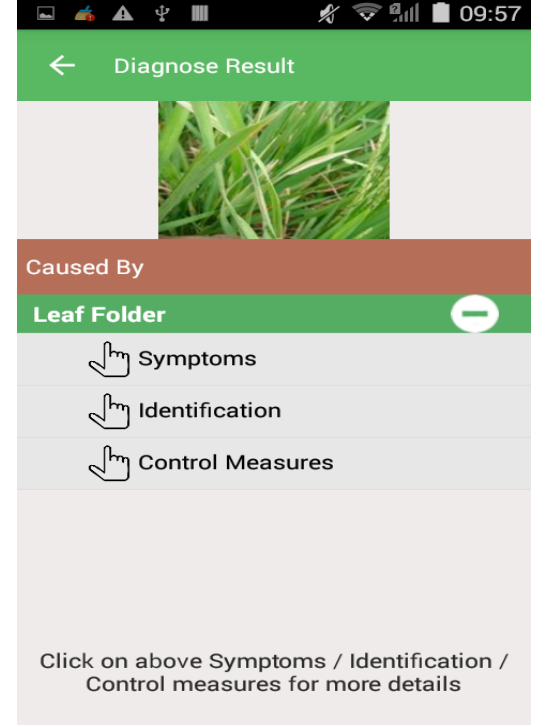 09:57
Diagnose Result
Caused By
Leaf Folder
Symptoms
Identification
Control Measures
Click on above Symptoms / Identification /
Control measures for more details